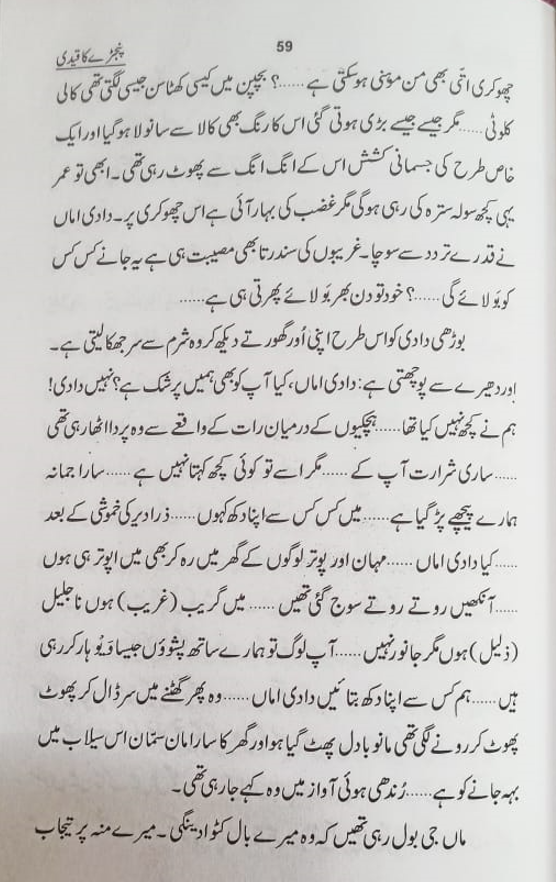 59
پنجڑے کا قیدی
چھوکری اتنی بھی من موہنی ہوسکتی ہے ......؟ بچپن میں کیسی کھٹاسن جیسی لگتی تھی کالی
کلوٹی ...... مگر جیسے جیسے بڑی ہوتی گئی اس کا رنگ بھی کالا سے سانولا ہوگیا اور ایک
خاص طرح کی جسمانی کشش اس کے انگ انگ سے پھوٹ رہی تھی۔ ابھی تو عمر
یہی کچھ سولہ سترہ کی رہی ہوگی مگر غضب کی بہار آئی ہے اس چھوکری پر۔ دادی اماں
نے قدرے تردد سے سوچا۔ غریبوں کی سندرتا بھی مصیبت ہی ہے یہ جانے کس کس
کو بَولائے گی ......؟ خود تو دن بھر بَولائے پھرتی ہی ہے ......
بوڑھی دادی کو اس طرح اپنی اُور گھورتے دیکھ کر وہ شرم سے سر جھکا لیتی ہے۔
اور دھیرے سے پوچھتی ہے: دادی اماں، کیا آپ کو بھی ہمیں پر شک ہے؟ نہیں دادی!
ہم نے کچھ نہیں کیا تھا ...... ہچکیوں کے درمیان رات کے واقعے سے وہ پردا اٹھا رہی تھی
...... ساری شرارت آپ کے ...... مگر اسے تو کوئی کچھ کہتا نہیں ہے ...... سارا جمانہ
ہمارے پیچھے پڑ گیا ہے ...... میں کس کس سے اپنا دکھ کہوں ...... ذرا دیر کی خموشی کے بعد
...... کیا دادی اماں ...... مہان اور پوتر لوگوں کے گھر میں رہ کر بھی میں اپوتر ہی ہوں
...... آنکھیں روتے روتے سوج گئی تھیں ...... میں گریب (غریب) ہوں نا جلیل
(ذلیل) ہوں مگر جانور نہیں ...... آپ لوگ تو ہمارے ساتھ پشوؤں جیسا وَیوہار کر رہی
ہیں ...... ہم کس سے اپنا دکھ بتائیں دادی اماں ...... وہ پھر گھٹنے میں سر ڈال کر پھوٹ
پھوٹ کر رونے لگی تھی مانو بادل پھٹ گیا ہو اور گھر کا سارا مان سمّان اس سیلاب میں
بہہ جانے کو ہے ...... رُندھی ہوئی آواز میں وہ کہے جا رہی تھی۔
ماں جی بول رہی تھیں کہ وہ میرے بال کٹوا دینگی۔ میرے منہ پر تیجاب